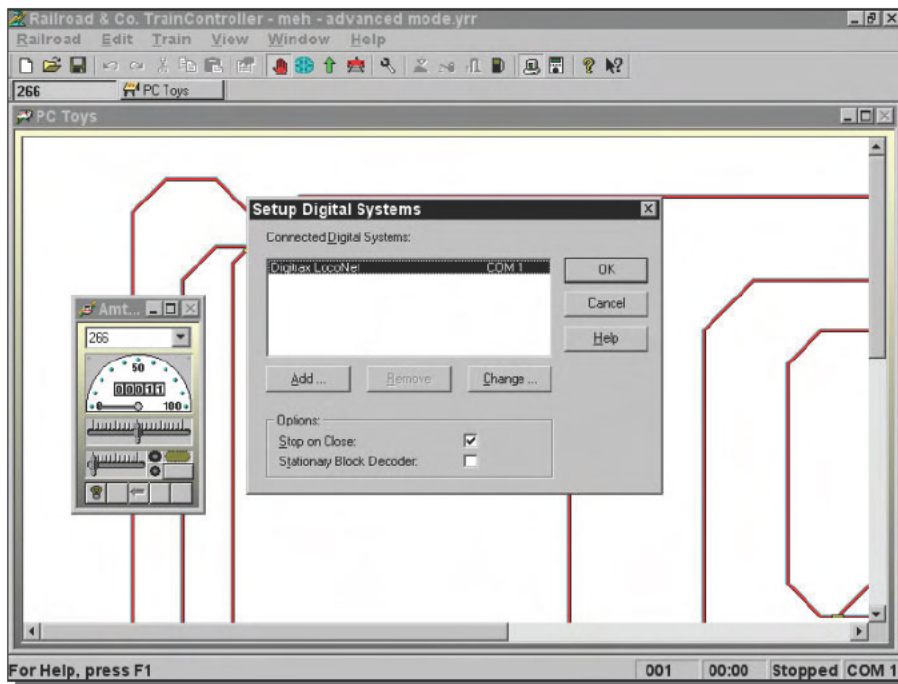 Railroad & Co. TrainController - meh - advanced mode.yrr
Railroad Edit Train View Window Help
266 PC Toys
PC Toys
Setup Digital Systems
Connected Digital Systems:
Digitrax LocoNet COM 1
OK
Cancel
Help
Add ... Remove Change ...
Options:
Stop on Close:
Stationary Block Decoder:
Amt...
266
50
00011
0 100
For Help, press F1 001 00:00 Stopped COM 1